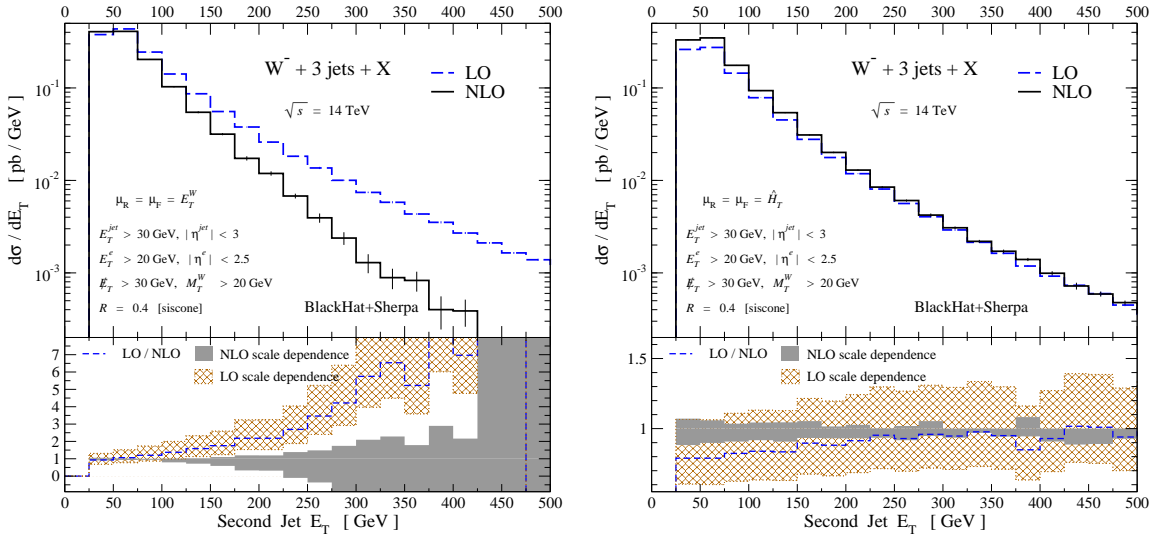 W⁻ + 3 jets + X
√s = 14 TeV
LO
NLO
dσ / dE_T [ pb / GeV ]
10⁻¹
10⁻²
10⁻³
μ_R = μ_F = E_T^W
E_T^jet > 30 GeV, | η^jet | < 3
E_T^e > 20 GeV, | η^e | < 2.5
E̸_T > 30 GeV, M_T^W > 20 GeV
R = 0.4 [siscone]
BlackHat+Sherpa
LO / NLO
NLO scale dependence
LO scale dependence
7
6
5
4
3
2
1
0
0 50 100 150 200 250 300 350 400 450 500
Second Jet E_T [ GeV ]
W⁻ + 3 jets + X
√s = 14 TeV
LO
NLO
dσ / dE_T [ pb / GeV ]
10⁻¹
10⁻²
10⁻³
μ_R = μ_F = Ĥ_T
E_T^jet > 30 GeV, | η^jet | < 3
E_T^e > 20 GeV, | η^e | < 2.5
E̸_T > 30 GeV, M_T^W > 20 GeV
R = 0.4 [siscone]
BlackHat+Sherpa
LO / NLO
NLO scale dependence
LO scale dependence
1.5
1
0 50 100 150 200 250 300 350 400 450 500
Second Jet E_T [ GeV ]